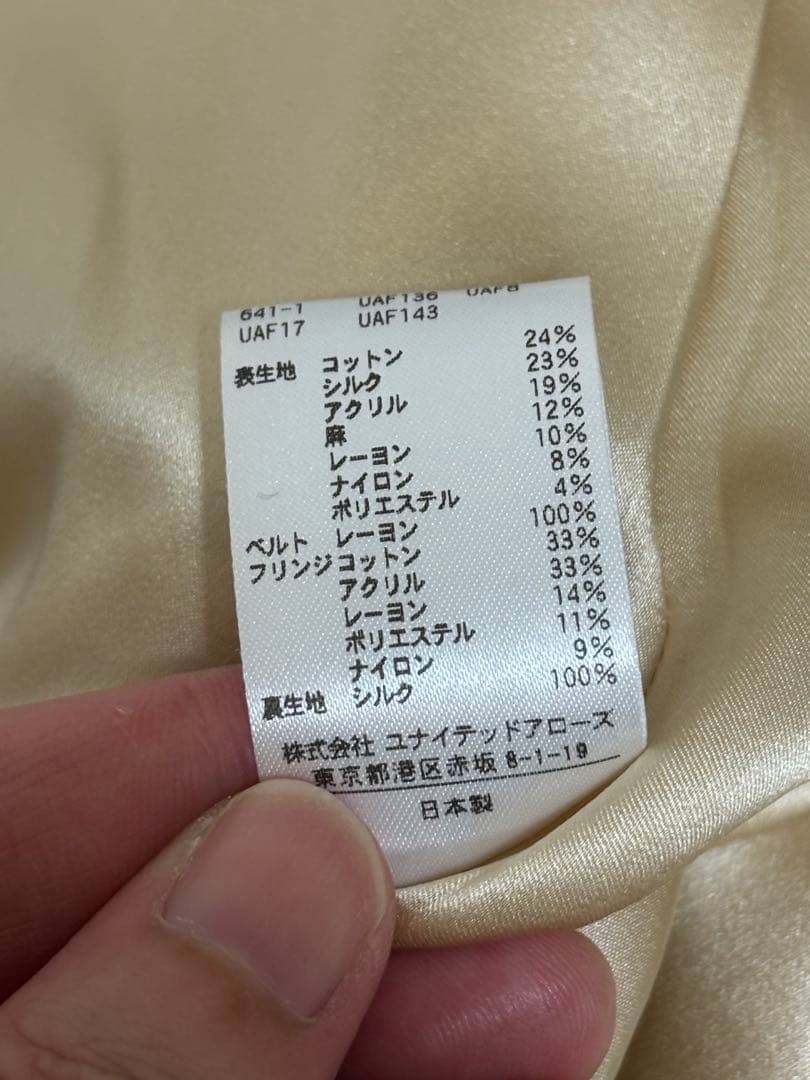 641-1 UAF136 UAF8
UAF17 UAF143
表生地 コットン 24%
シルク 23%
アクリル 19%
麻 12%
レーヨン 10%
ナイロン 8%
ポリエステル 4%
ベルト レーヨン 100%
フリンジ コットン 33%
アクリル 33%
レーヨン 14%
ポリエステル 11%
ナイロン 9%
裏生地 シルク 100%
株式会社 ユナイテッドアローズ
東京都港区赤坂 8-1-19
日本製